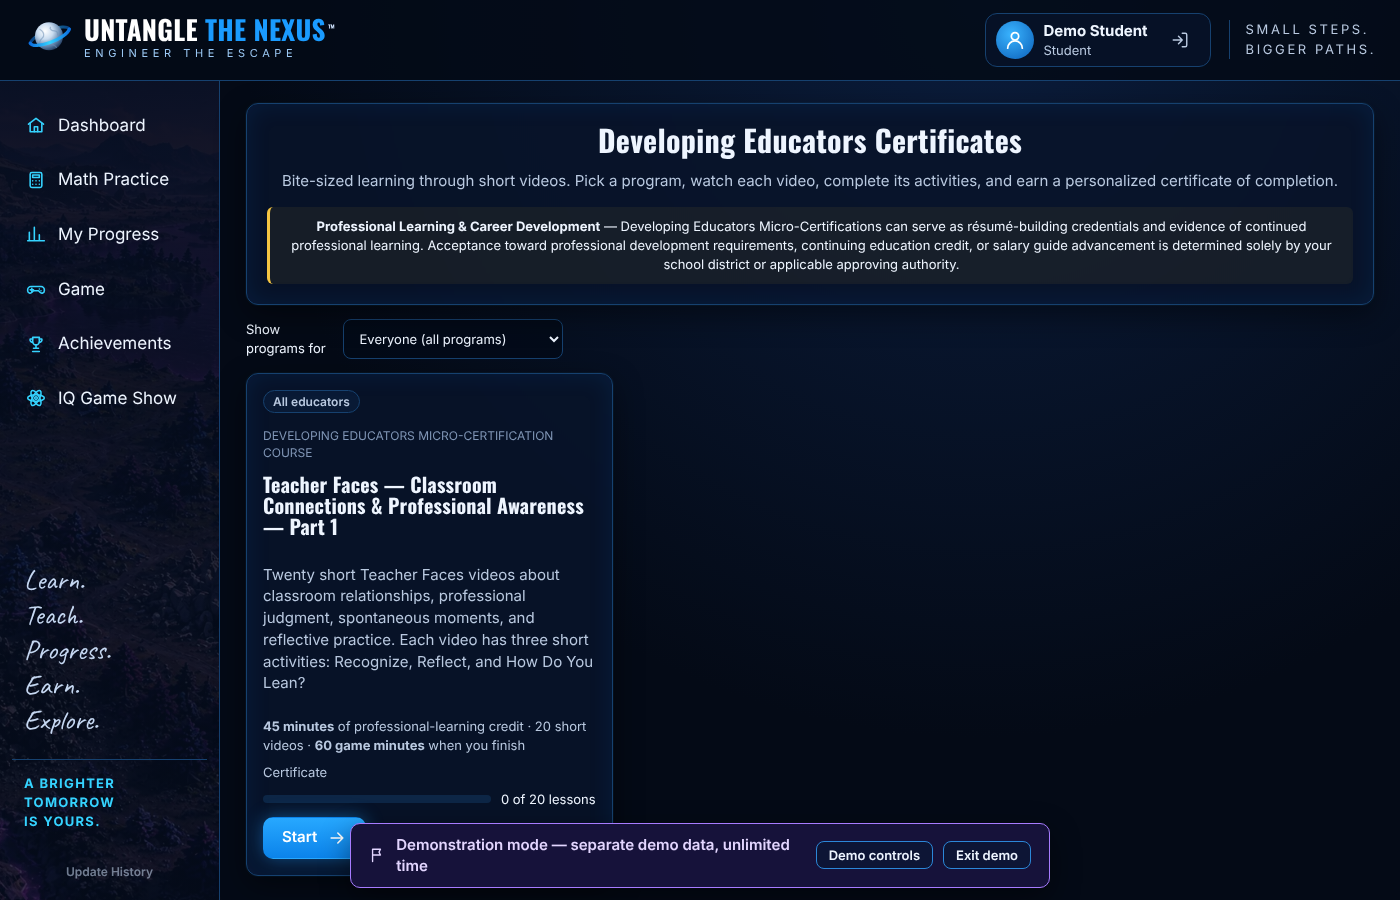 UNTANGLE THE NEXUS™
ENGINEER THE ESCAPE
Demo Student
Student
SMALL STEPS.
BIGGER PATHS.
Dashboard
Math Practice
My Progress
Game
Achievements
IQ Game Show
Learn.
Teach.
Progress.
Earn.
Explore.
A BRIGHTER
TOMORROW
IS YOURS.
Update History
Developing Educators Certificates
Bite-sized learning through short videos. Pick a program, watch each video, complete its activities, and earn a personalized certificate of completion.
Professional Learning & Career Development — Developing Educators Micro-Certifications can serve as résumé-building credentials and evidence of continued
professional learning. Acceptance toward professional development requirements, continuing education credit, or salary guide advancement is determined solely by your
school district or applicable approving authority.
Show
programs for
Everyone (all programs)
All educators
DEVELOPING EDUCATORS MICRO-CERTIFICATION
COURSE
Teacher Faces — Classroom
Connections & Professional Awareness
— Part 1
Twenty short Teacher Faces videos about
classroom relationships, professional
judgment, spontaneous moments, and
reflective practice. Each video has three short
activities: Recognize, Reflect, and How Do You
Lean?
45 minutes of professional-learning credit · 20 short
videos · 60 game minutes when you finish
Certificate
0 of 20 lessons
Start
Demonstration mode — separate demo data, unlimited
time
Demo controls
Exit demo